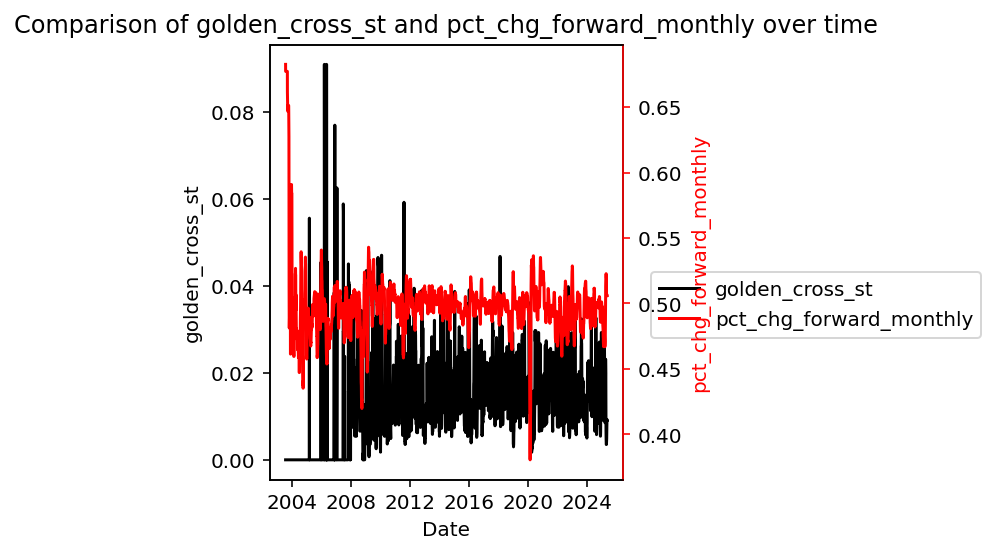 Comparison of golden_cross_st and pct_chg_forward_monthly over time
golden_cross_st
0.08
0.06
0.04
0.02
0.00
0.65
0.60
0.55
0.50
0.45
0.40
pct_chg_forward_monthly
golden_cross_st
pct_chg_forward_monthly
2004 2008 2012 2016 2020 2024
Date